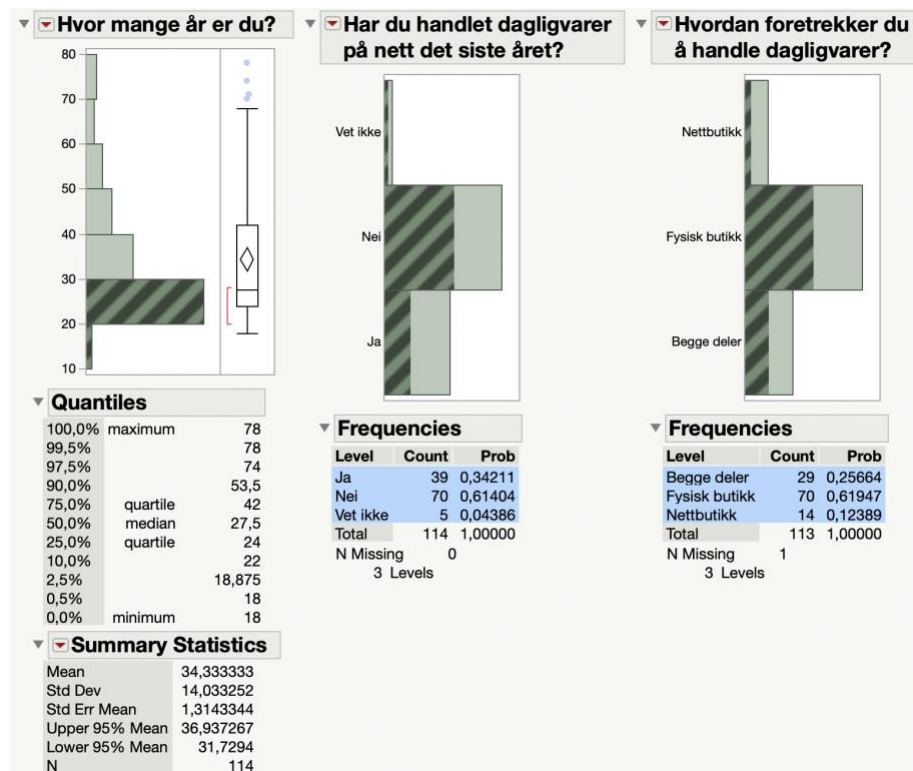 Hvor mange år er du?
80
70
60
50
40
30
20
10
Quantiles
100,0% maximum 78
99,5% 78
97,5% 74
90,0% 53,5
75,0% quartile 42
50,0% median 27,5
25,0% quartile 24
10,0% 22
2,5% 18,875
0,5% 18
0,0% minimum 18
Summary Statistics
Mean 34,333333
Std Dev 14,033252
Std Err Mean 1,3143344
Upper 95% Mean 36,937267
Lower 95% Mean 31,7294
N 114
Har du handlet dagligvarer
på nett det siste året?
Vet ikke
Nei
Ja
Frequencies
Level Count Prob
Ja 39 0,34211
Nei 70 0,61404
Vet ikke 5 0,04386
Total 114 1,00000
N Missing 0
3 Levels
Hvordan foretrekker du
å handle dagligvarer?
Nettbutikk
Fysisk butikk
Begge deler
Frequencies
Level Count Prob
Begge deler 29 0,25664
Fysisk butikk 70 0,61947
Nettbutikk 14 0,12389
Total 113 1,00000
N Missing 1
3 Levels